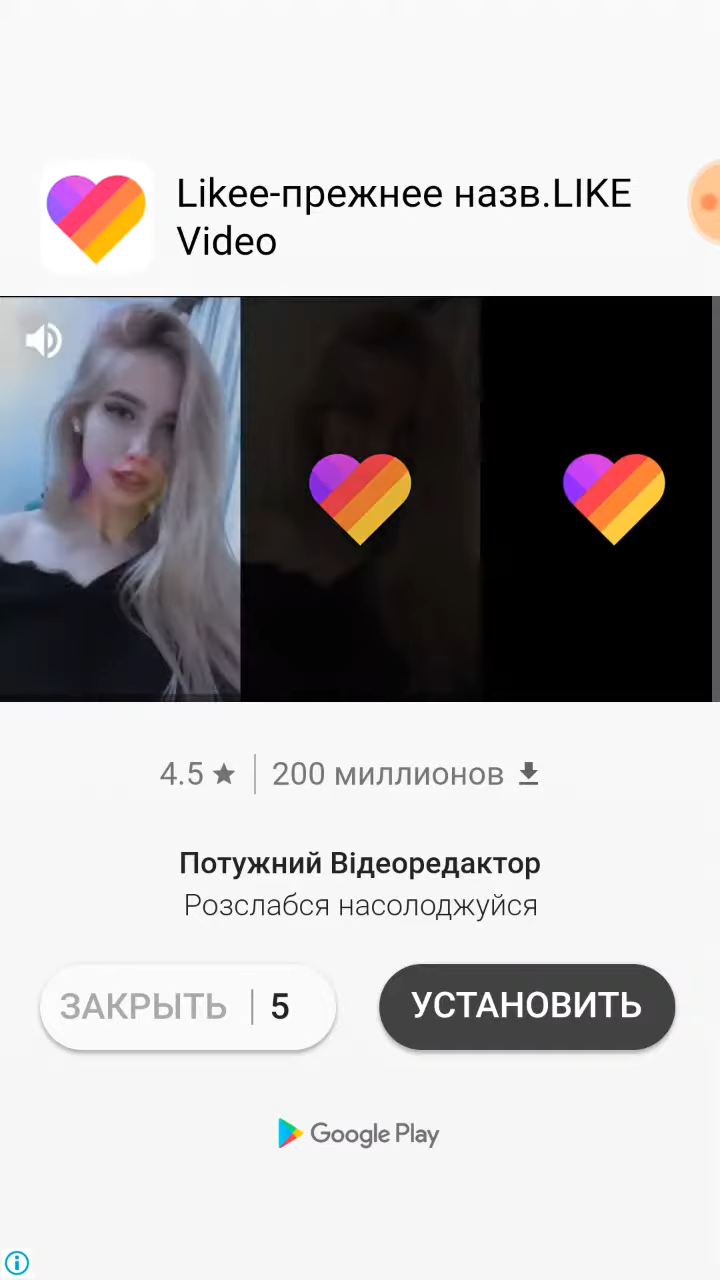 Likee-прежнее назв.LIKE
Video
4.5 200 миллионов
Потужний Відеоредактор
Розслабся насолоджуйся
ЗАКРЫТЬ 5
УСТАНОВИТЬ
Google Play